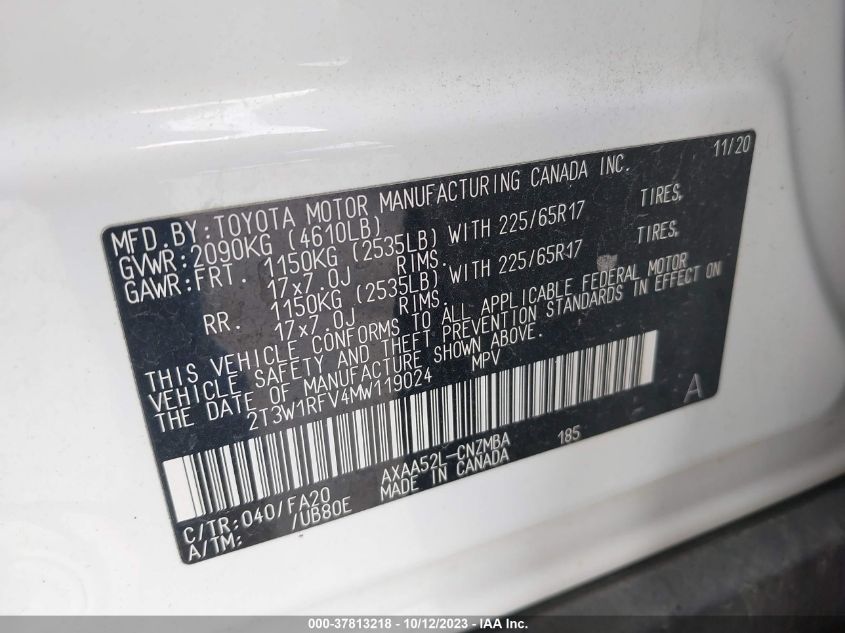 11/20
MFD.BY:TOYOTA MOTOR MANUFACTURING CANADA INC.
GVWR:2090KG (4610LB)
GAWR:FRT. 1150KG (2535LB) WITH 225/65R17 TIRES,
17x7.0J RIMS.
RR. 1150KG (2535LB) WITH 225/65R17 TIRES,
17x7.0J RIMS.
THIS VEHICLE CONFORMS TO ALL APPLICABLE FEDERAL MOTOR
VEHICLE SAFETY AND THEFT PREVENTION STANDARDS IN EFFECT ON
THE DATE OF MANUFACTURE SHOWN ABOVE.
2T3W1RFV4MW119024 MPV
A
C/TR:040/FA20 AXAA52L-CNZMBA 185
A/TM: /UB80E MADE IN CANADA
000-37813218 - 10/12/2023 - IAA Inc.